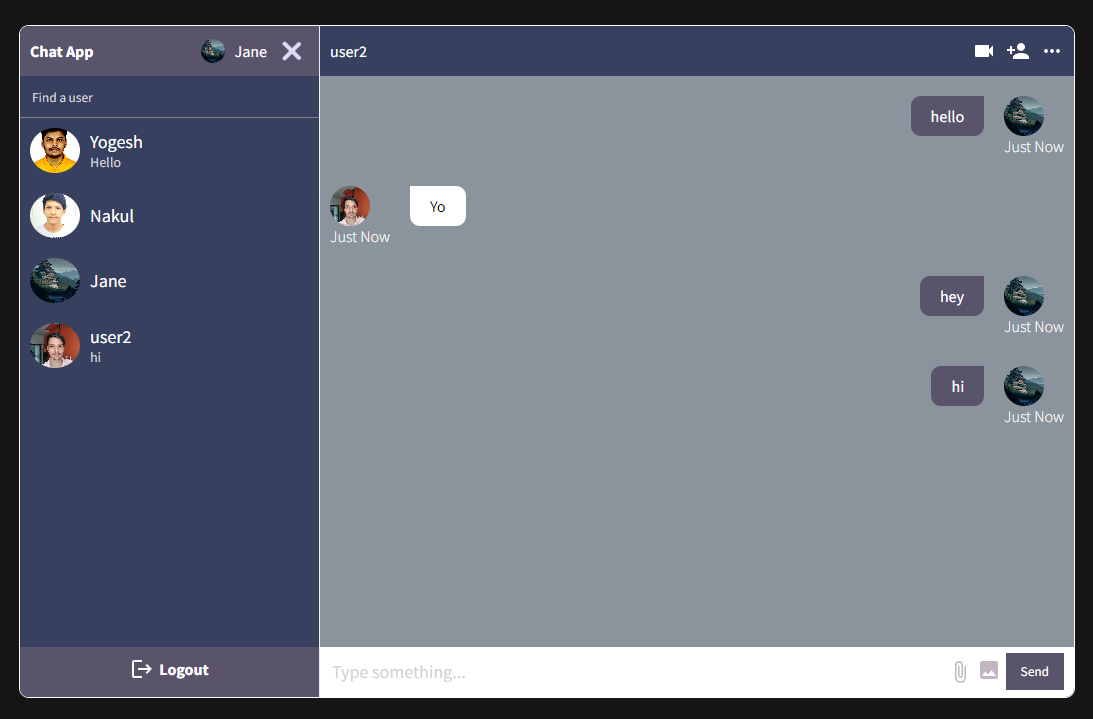 Chat App
Jane
Find a user
Yogesh
Hello
Nakul
Jane
user2
hi
Logout
user2
hello
Just Now
Yo
Just Now
hey
Just Now
hi
Just Now
Type something...
Send